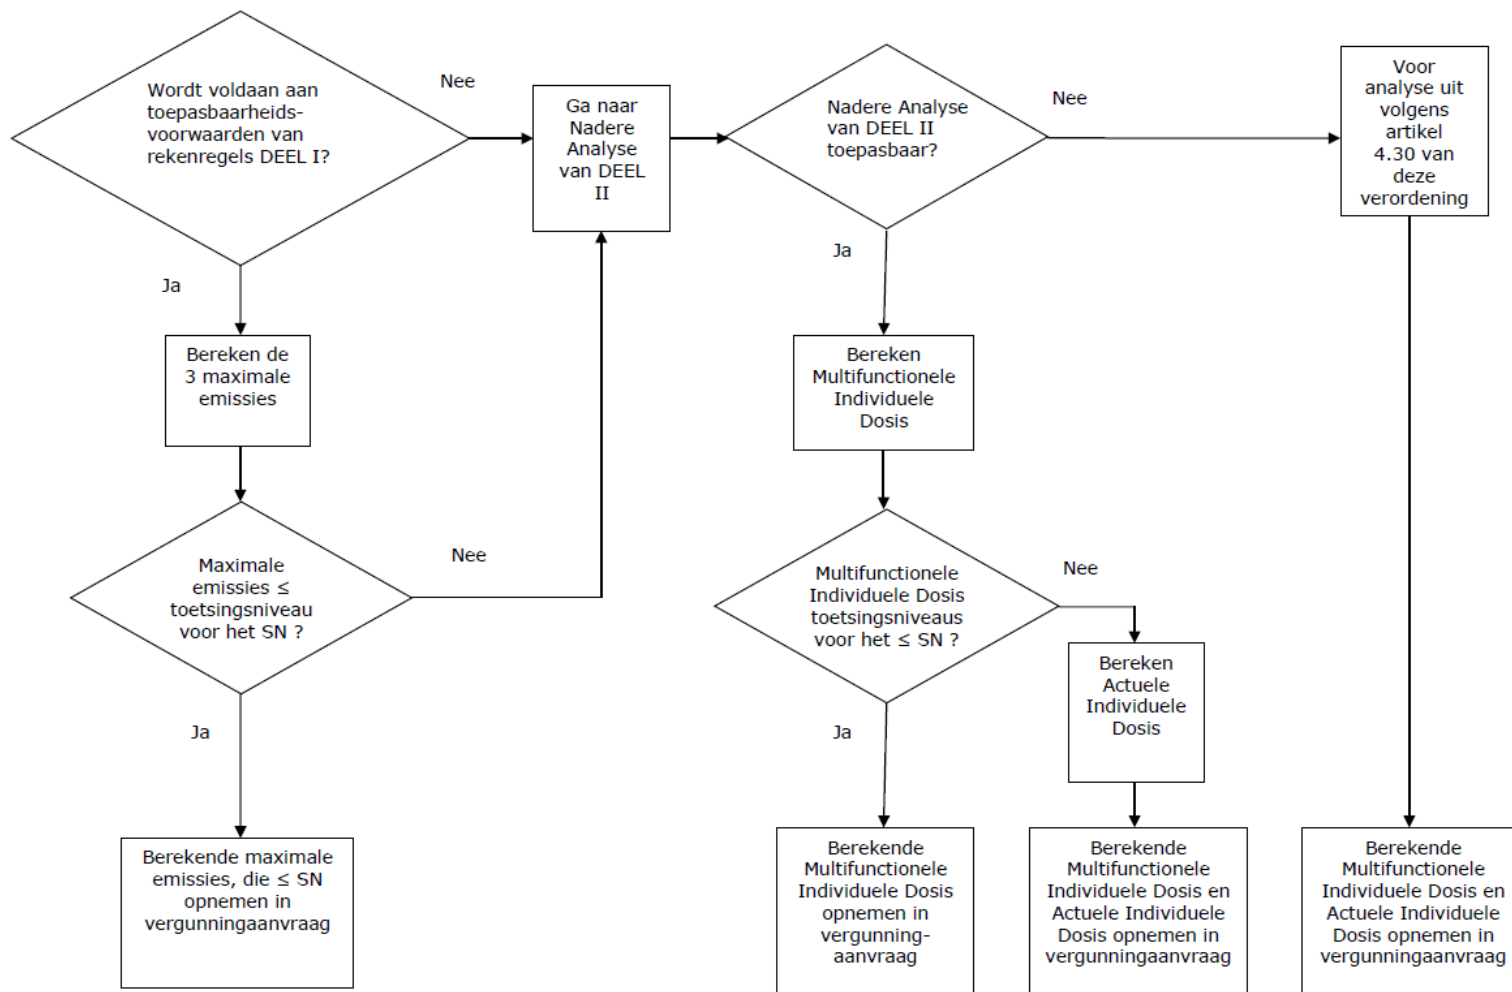 Wordt voldaan aan
toepasbaarheids-
voorwaarden van
rekenregels DEEL I?
Nee
Ja
Ga naar
Nadere
Analyse
van DEEL
II
Bereken de
3 maximale
emissies
Maximale
emissies ≤
toetsingsniveau
voor het SN ?
Nee
Ja
Berekende maximale
emissies, die ≤ SN
opnemen in
vergunningaanvraag
Nadere Analyse
van DEEL II
toepasbaar?
Nee
Ja
Bereken
Multifunctionele
Individuele
Dosis
Multifunctionele
Individuele Dosis
toetsingsniveaus
voor het ≤ SN ?
Nee
Ja
Berekende
Multifunctionele
Individuele Dosis
opnemen in
vergunning-
aanvraag
Bereken
Actuele
Individuele
Dosis
Berekende
Multifunctionele
Individuele Dosis en
Actuele Individuele
Dosis opnemen in
vergunningaanvraag
Voor
analyse uit
volgens
artikel
4.30 van
deze
verordening
Berekende
Multifunctionele
Individuele Dosis en
Actuele Individuele
Dosis opnemen in
vergunningaanvraag